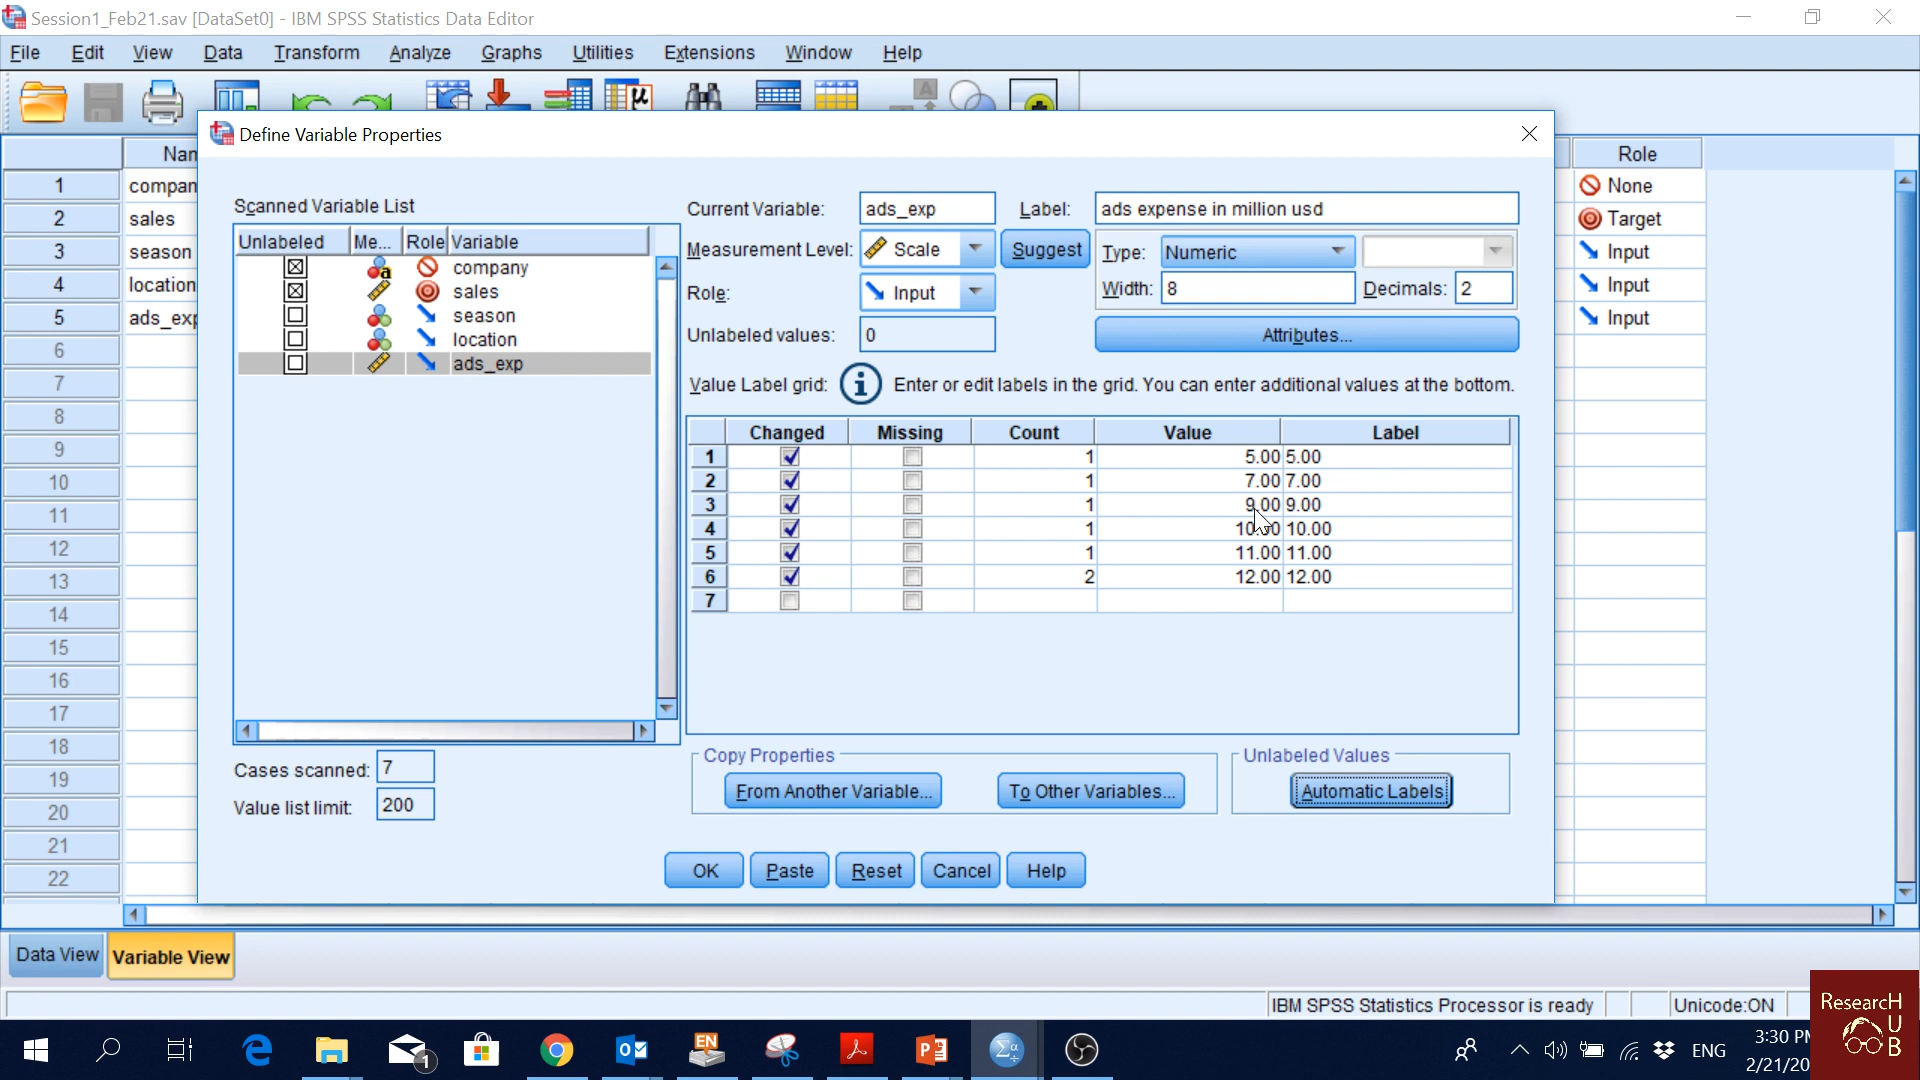 Session1_Feb21.sav [DataSet0] - IBM SPSS Statistics Data Editor
File Edit View Data Transform Analyze Graphs Utilities Extensions Window Help
Define Variable Properties
Nan
Role
1 compan None
2 sales Target
3 season Input
4 location Input
5 ads_exp Input
6
7
8
9
10
11
12
13
14
15
16
17
18
19
20
21
22
Scanned Variable List
Unlabeled Me... Role Variable
company
sales
season
location
ads_exp
Cases scanned: 7
Value list limit: 200
Current Variable: ads_exp Label: ads expense in million usd
Measurement Level: Scale Suggest Type: Numeric
Role: Input Width: 8 Decimals: 2
Unlabeled values: 0 Attributes...
Value Label grid: Enter or edit labels in the grid. You can enter additional values at the bottom.
Changed Missing Count Value Label
1 1 5.00 5.00
2 1 7.00 7.00
3 1 9.00 9.00
4 1 10.00 10.00
5 1 11.00 11.00
6 2 12.00 12.00
7
Copy Properties Unlabeled Values
From Another Variable... To Other Variables... Automatic Labels
OK Paste Reset Cancel Help
Data View Variable View
IBM SPSS Statistics Processor is ready Unicode:ON
ResearcH
UB
1 EN ENG
3:30 PM
2/21/20